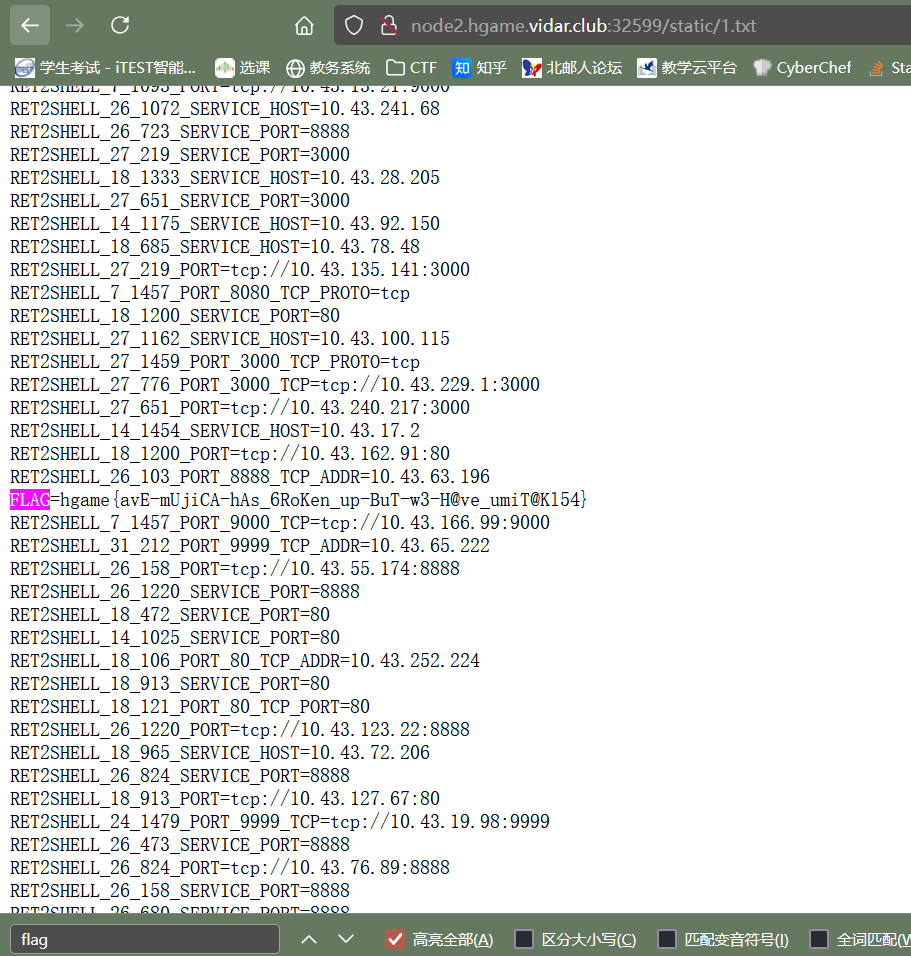 node2.hgame.vidar.club:32599/static/1.txt
学生考试 - iTEST智能... 选课 教务系统 CTF 知 知乎 北邮人论坛 教学云平台 CyberChef Sta
RET2SHELL_7_1093_PORT=tcp://10.43.13.21:9000
RET2SHELL_26_1072_SERVICE_HOST=10.43.241.68
RET2SHELL_26_723_SERVICE_PORT=8888
RET2SHELL_27_219_SERVICE_PORT=3000
RET2SHELL_18_1333_SERVICE_HOST=10.43.28.205
RET2SHELL_27_651_SERVICE_PORT=3000
RET2SHELL_14_1175_SERVICE_HOST=10.43.92.150
RET2SHELL_18_685_SERVICE_HOST=10.43.78.48
RET2SHELL_27_219_PORT=tcp://10.43.135.141:3000
RET2SHELL_7_1457_PORT_8080_TCP_PROTO=tcp
RET2SHELL_18_1200_SERVICE_PORT=80
RET2SHELL_27_1162_SERVICE_HOST=10.43.100.115
RET2SHELL_27_1459_PORT_3000_TCP_PROTO=tcp
RET2SHELL_27_776_PORT_3000_TCP=tcp://10.43.229.1:3000
RET2SHELL_27_651_PORT=tcp://10.43.240.217:3000
RET2SHELL_14_1454_SERVICE_HOST=10.43.17.2
RET2SHELL_18_1200_PORT=tcp://10.43.162.91:80
RET2SHELL_26_103_PORT_8888_TCP_ADDR=10.43.63.196
FLAG=hgame{avE-mUjiCA-hAs_6RoKen_up-BuT-w3-H@ve_umiT@Kl54}
RET2SHELL_7_1457_PORT_9000_TCP=tcp://10.43.166.99:9000
RET2SHELL_31_212_PORT_9999_TCP_ADDR=10.43.65.222
RET2SHELL_26_158_PORT=tcp://10.43.55.174:8888
RET2SHELL_26_1220_SERVICE_PORT=8888
RET2SHELL_18_472_SERVICE_PORT=80
RET2SHELL_14_1025_SERVICE_PORT=80
RET2SHELL_18_106_PORT_80_TCP_ADDR=10.43.252.224
RET2SHELL_18_913_SERVICE_PORT=80
RET2SHELL_18_121_PORT_80_TCP_PORT=80
RET2SHELL_26_1220_PORT=tcp://10.43.123.22:8888
RET2SHELL_18_965_SERVICE_HOST=10.43.72.206
RET2SHELL_26_824_SERVICE_PORT=8888
RET2SHELL_18_913_PORT=tcp://10.43.127.67:80
RET2SHELL_24_1479_PORT_9999_TCP=tcp://10.43.19.98:9999
RET2SHELL_26_473_SERVICE_PORT=8888
RET2SHELL_26_824_PORT=tcp://10.43.76.89:8888
RET2SHELL_26_158_SERVICE_PORT=8888
RET2SHELL_26_680_SERVICE_PORT=8888
flag 高亮全部(A) 区分大小写(C) 匹配变音符号(I) 全词匹配(W